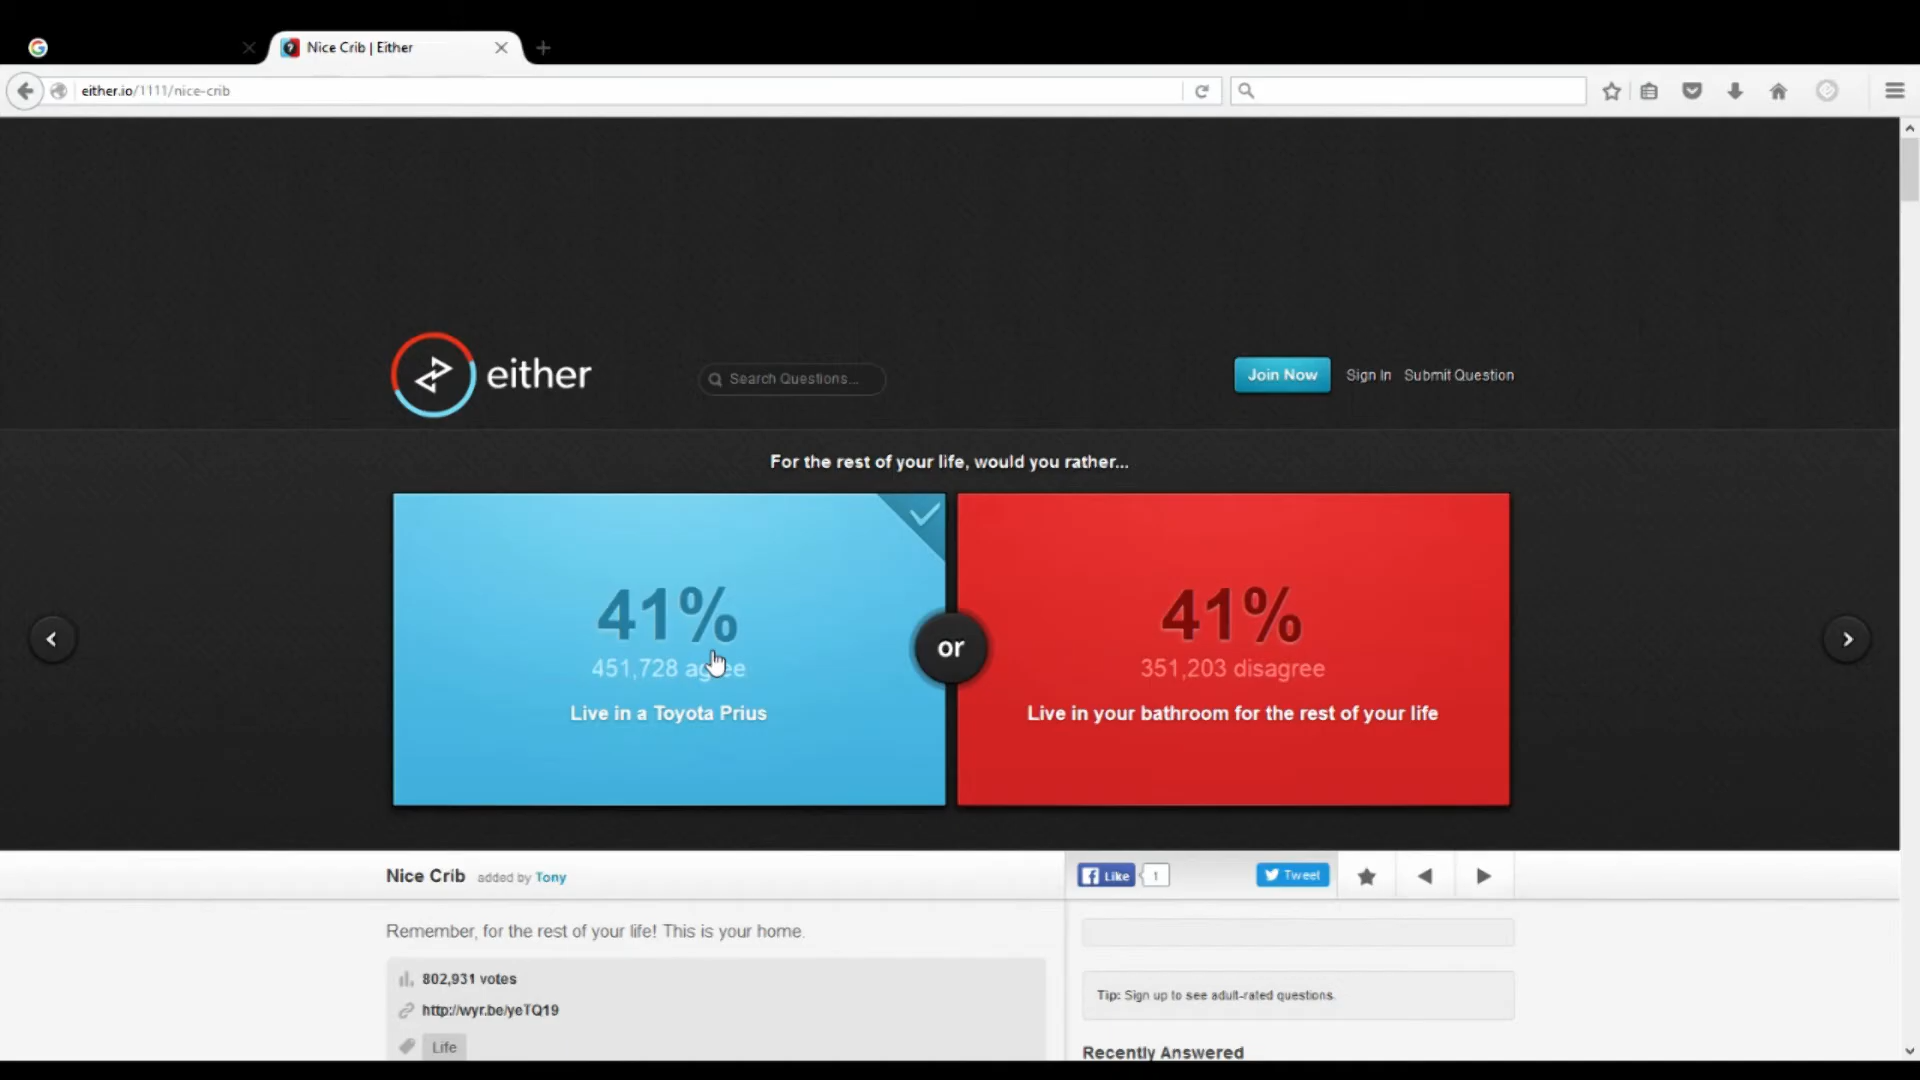 Nice Crib | Either
either.io/1111/nice-crib
either
Search Questions...
Join Now
Sign In
Submit Question
For the rest of your life, would you rather...
41%
451,728 agree
Live in a Toyota Prius
or
41%
351,203 disagree
Live in your bathroom for the rest of your life
Nice Crib added by Tony
Like
1
Tweet
Remember, for the rest of your life! This is your home.
802,931 votes
http://wyr.be/yeTQ19
Life
Tip: Sign up to see adult-rated questions.
Recently Answered